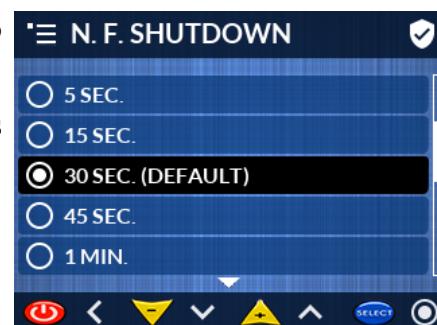 N. F. SHUTDOWN
5 SEC.
15 SEC.
30 SEC. (DEFAULT)
45 SEC.
1 MIN.
SELECT